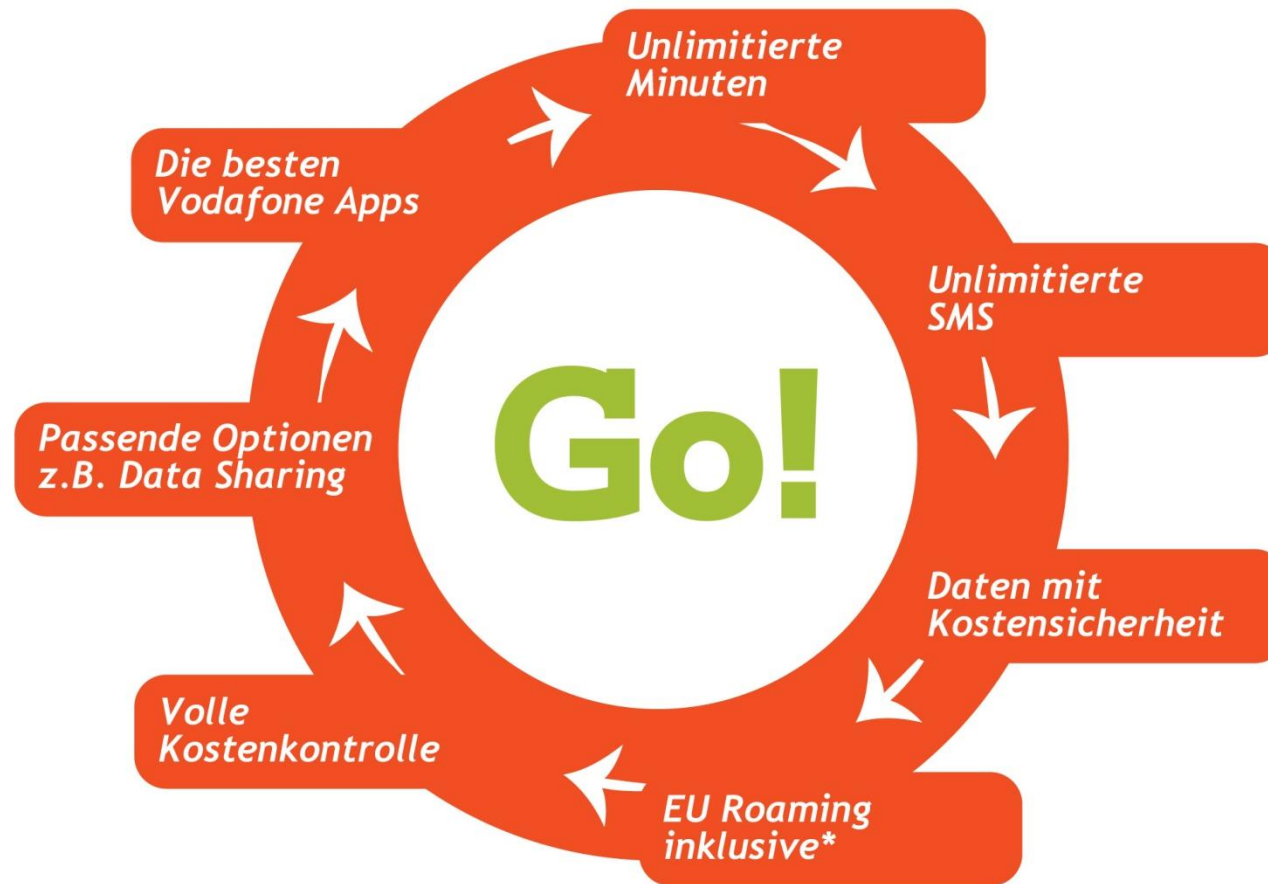 Unlimitierte
Minuten
Unlimitierte
SMS
Daten mit
Kostensicherheit
EU Roaming
inklusive*
Volle
Kostenkontrolle
Passende Optionen
z.B. Data Sharing
Die besten
Vodafone Apps
Go!